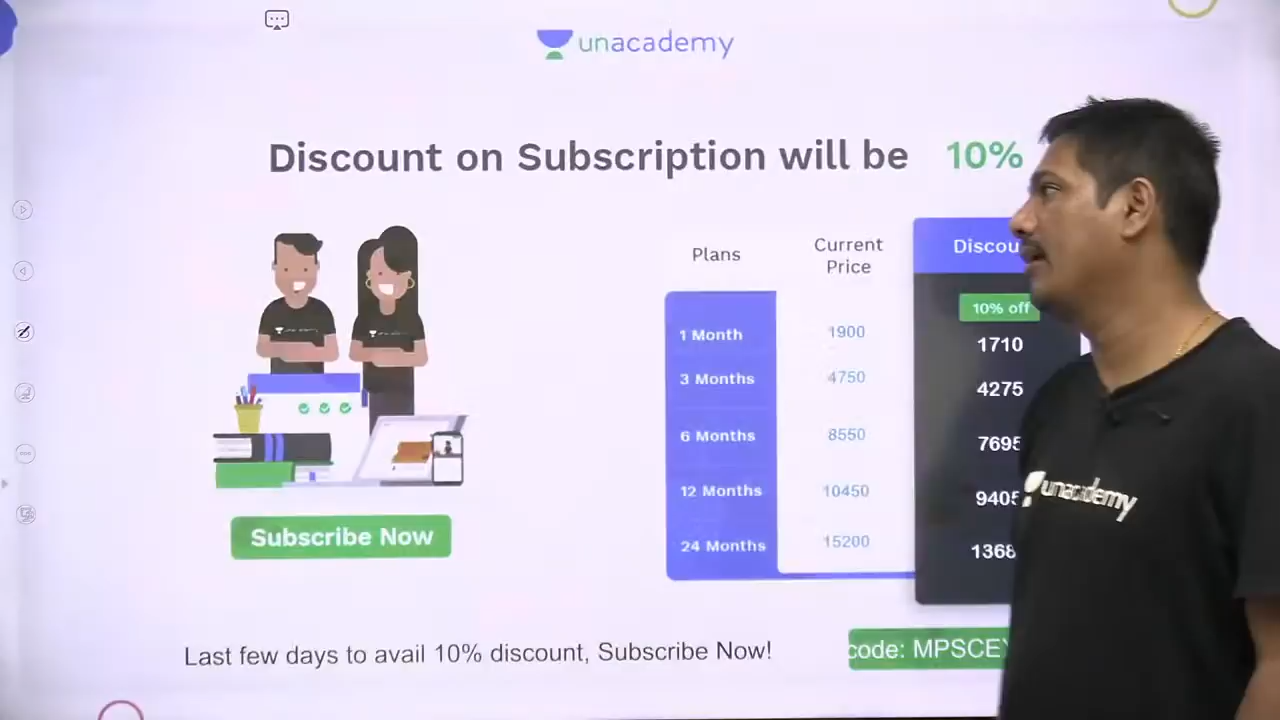 unacademy
Discount on Subscription will be 10%
Plans
Current
Price
10% off
1 Month 1900 1710
3 Months 4750 4275
6 Months 8550 7695
12 Months 10450 9405
24 Months 15200
Subscribe Now
unacademy
Last few days to avail 10% discount, Subscribe Now!
code: